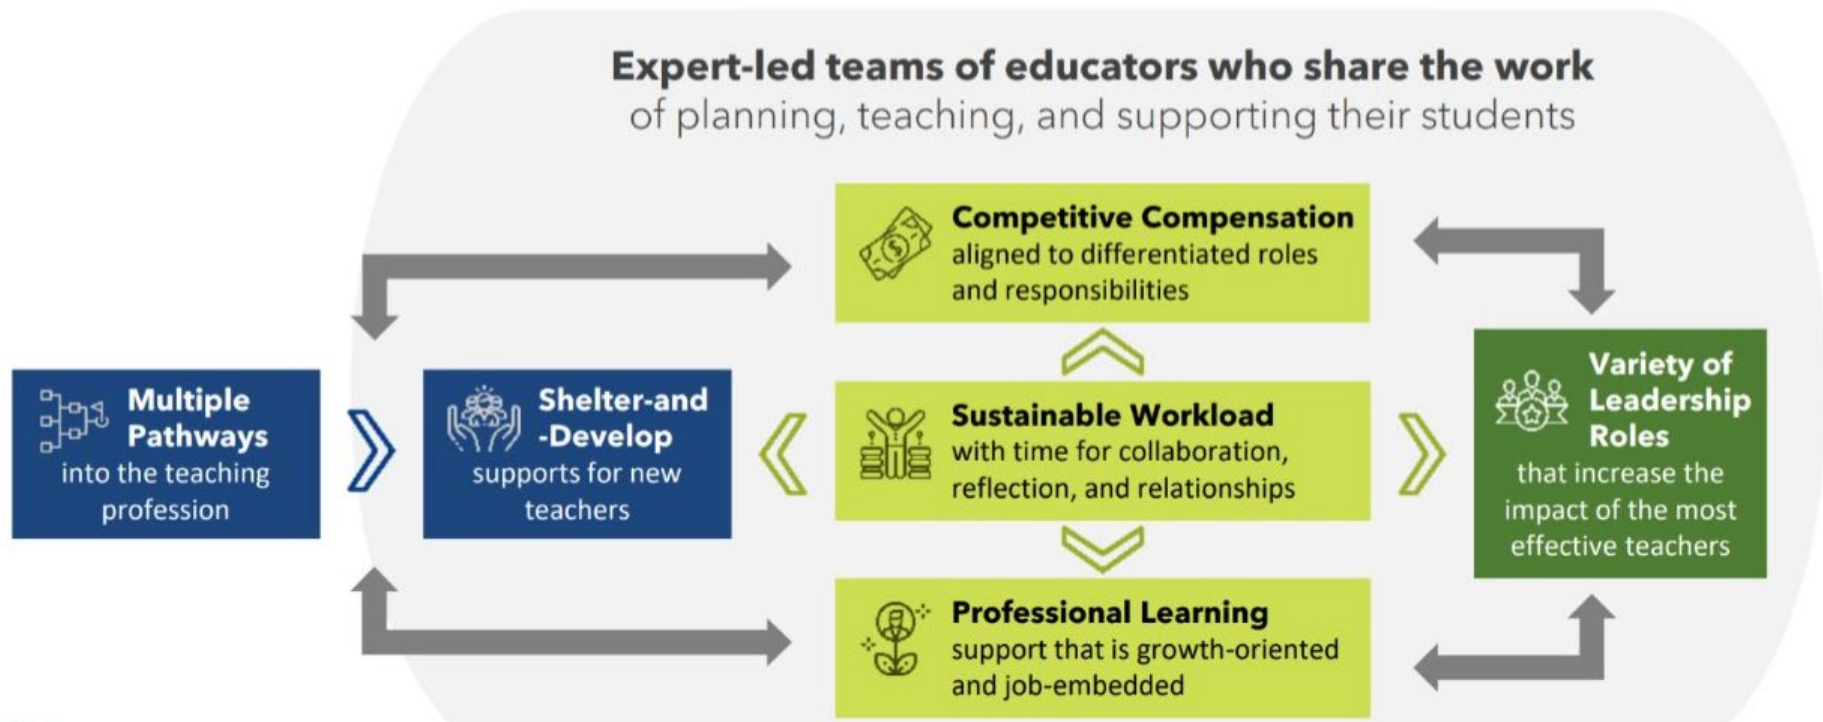 Expert-led teams of educators who share the work
of planning, teaching, and supporting their students
Competitive Compensation
aligned to differentiated roles
and responsibilities
Multiple
Pathways
into the teaching
profession
Shelter-and
-Develop
supports for new
teachers
Sustainable Workload
with time for collaboration,
reflection, and relationships
Variety of
Leadership
Roles
that increase the
impact of the most
effective teachers
Professional Learning
support that is growth-oriented
and job-embedded